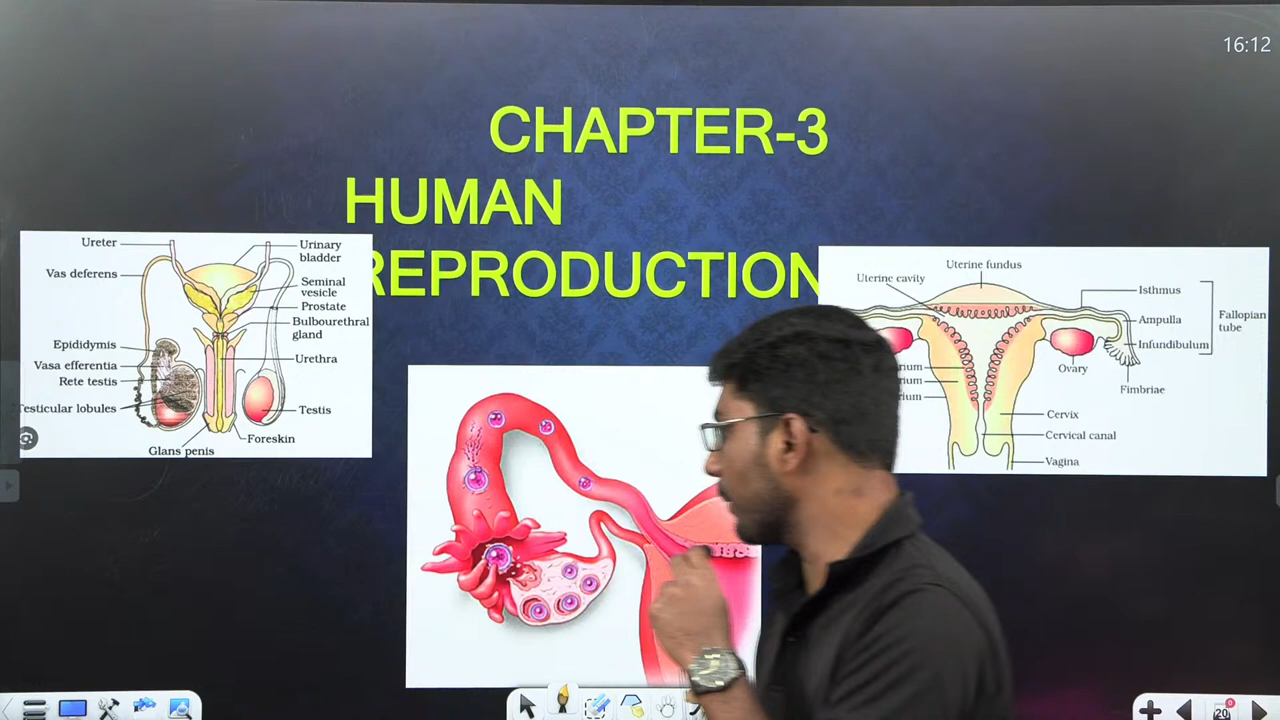 16:12
CHAPTER-3
HUMAN
REPRODUCTION
Ureter
Vas deferens
Epididymis
Vasa efferentia
Rete testis
Testicular lobules
Glans penis
Urinary
bladder
Seminal
vesicle
Prostate
Bulbourethral
gland
Urethra
Testis
Foreskin
Uterine fundus
Uterine cavity
Isthmus
Ampulla
Infundibulum
Fallopian
tube
Ovary
Fimbriae
Cervix
Cervical canal
Vagina
20